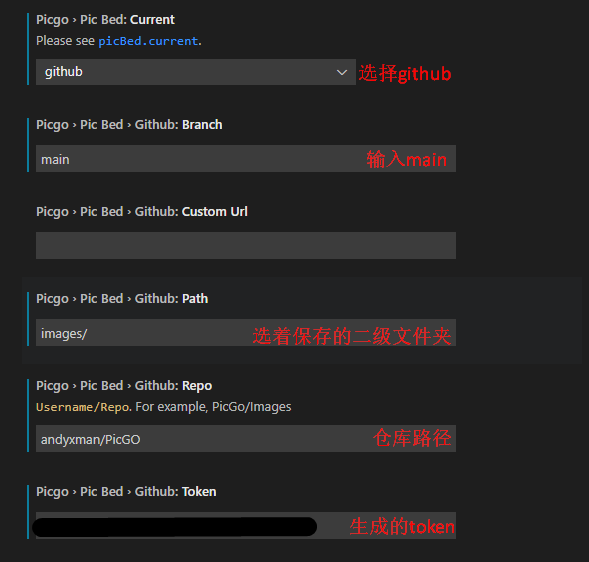 Picgo › Pic Bed: Current
Please see picBed.current.
github 选择github
Picgo › Pic Bed › Github: Branch
main 输入main
Picgo › Pic Bed › Github: Custom Url
Picgo › Pic Bed › Github: Path
images/ 选着保存的二级文件夹
Picgo › Pic Bed › Github: Repo
Username/Repo. For example, PicGo/Images
andyxman/PicGO 仓库路径
Picgo › Pic Bed › Github: Token
生成的token